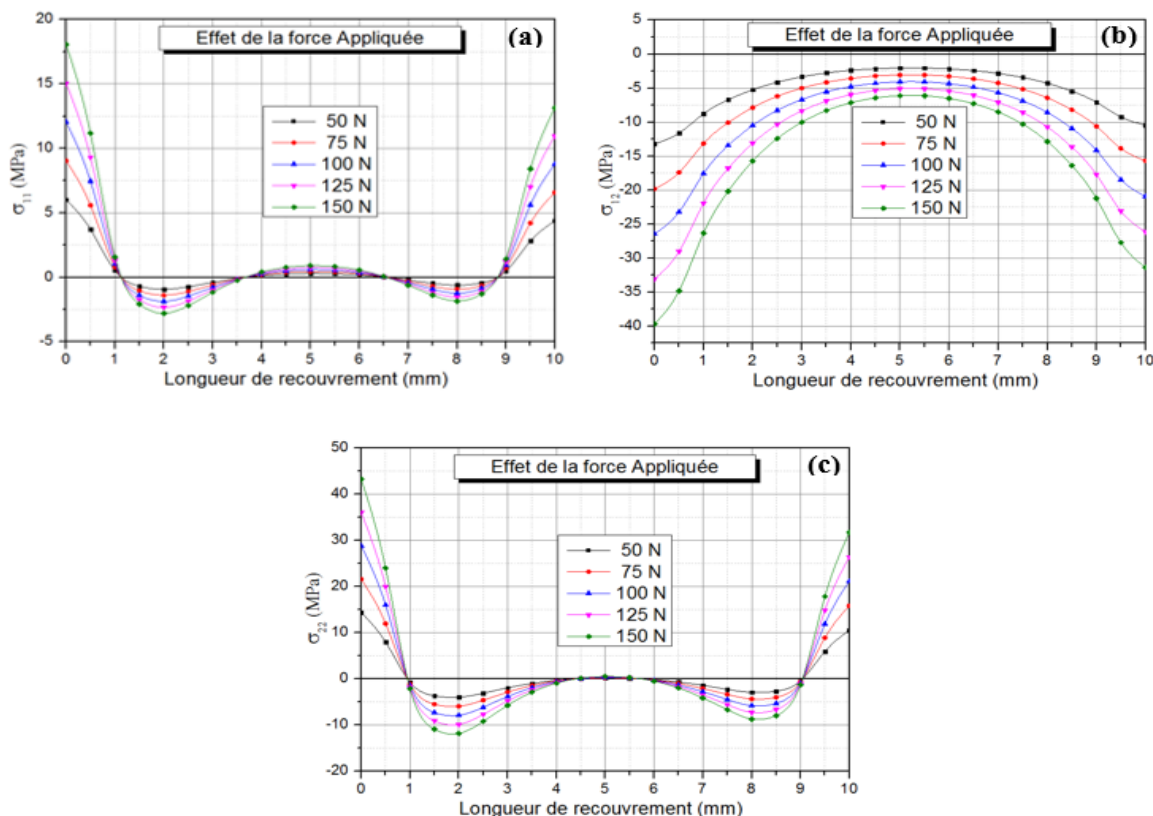 Effet de la force Appliquée
(a)
20
15
10
5
0
-5
σ11 (MPa)
50 N
75 N
100 N
125 N
150 N
0 1 2 3 4 5 6 7 8 9 10
Longueur de recouvrement (mm)
Effet de la force Appliquée
(b)
5
0
-5
-10
-15
-20
-25
-30
-35
-40
σ12 (MPa)
50 N
75 N
100 N
125 N
150 N
0 1 2 3 4 5 6 7 8 9 10
Longueur de recouvrement (mm)
Effet de la force Appliquée
(c)
50
40
30
20
10
0
-10
-20
σ22 (MPa)
50 N
75 N
100 N
125 N
150 N
0 1 2 3 4 5 6 7 8 9 10
Longueur de recouvrement (mm)